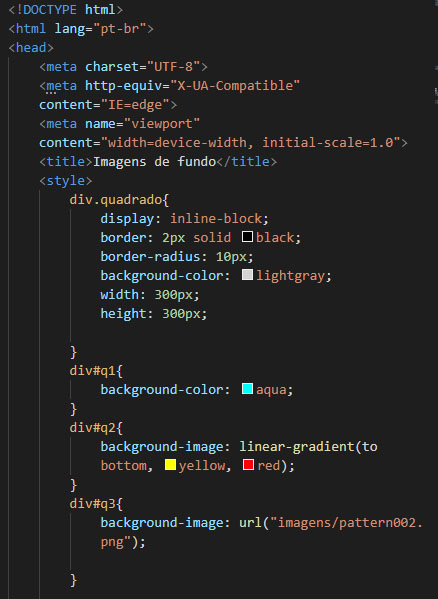 <!DOCTYPE html>
<html lang="pt-br">
<head>
<meta charset="UTF-8">
<meta http-equiv="X-UA-Compatible"
content="IE=edge">
<meta name="viewport"
content="width=device-width, initial-scale=1.0">
<title>Imagens de fundo</title>
<style>
div.quadrado{
display: inline-block;
border: 2px solid black;
border-radius: 10px;
background-color: lightgray;
width: 300px;
height: 300px;
}
div#q1{
background-color: aqua;
}
div#q2{
background-image: linear-gradient(to
bottom, yellow, red);
}
div#q3{
background-image: url("imagens/pattern002.
png");
}